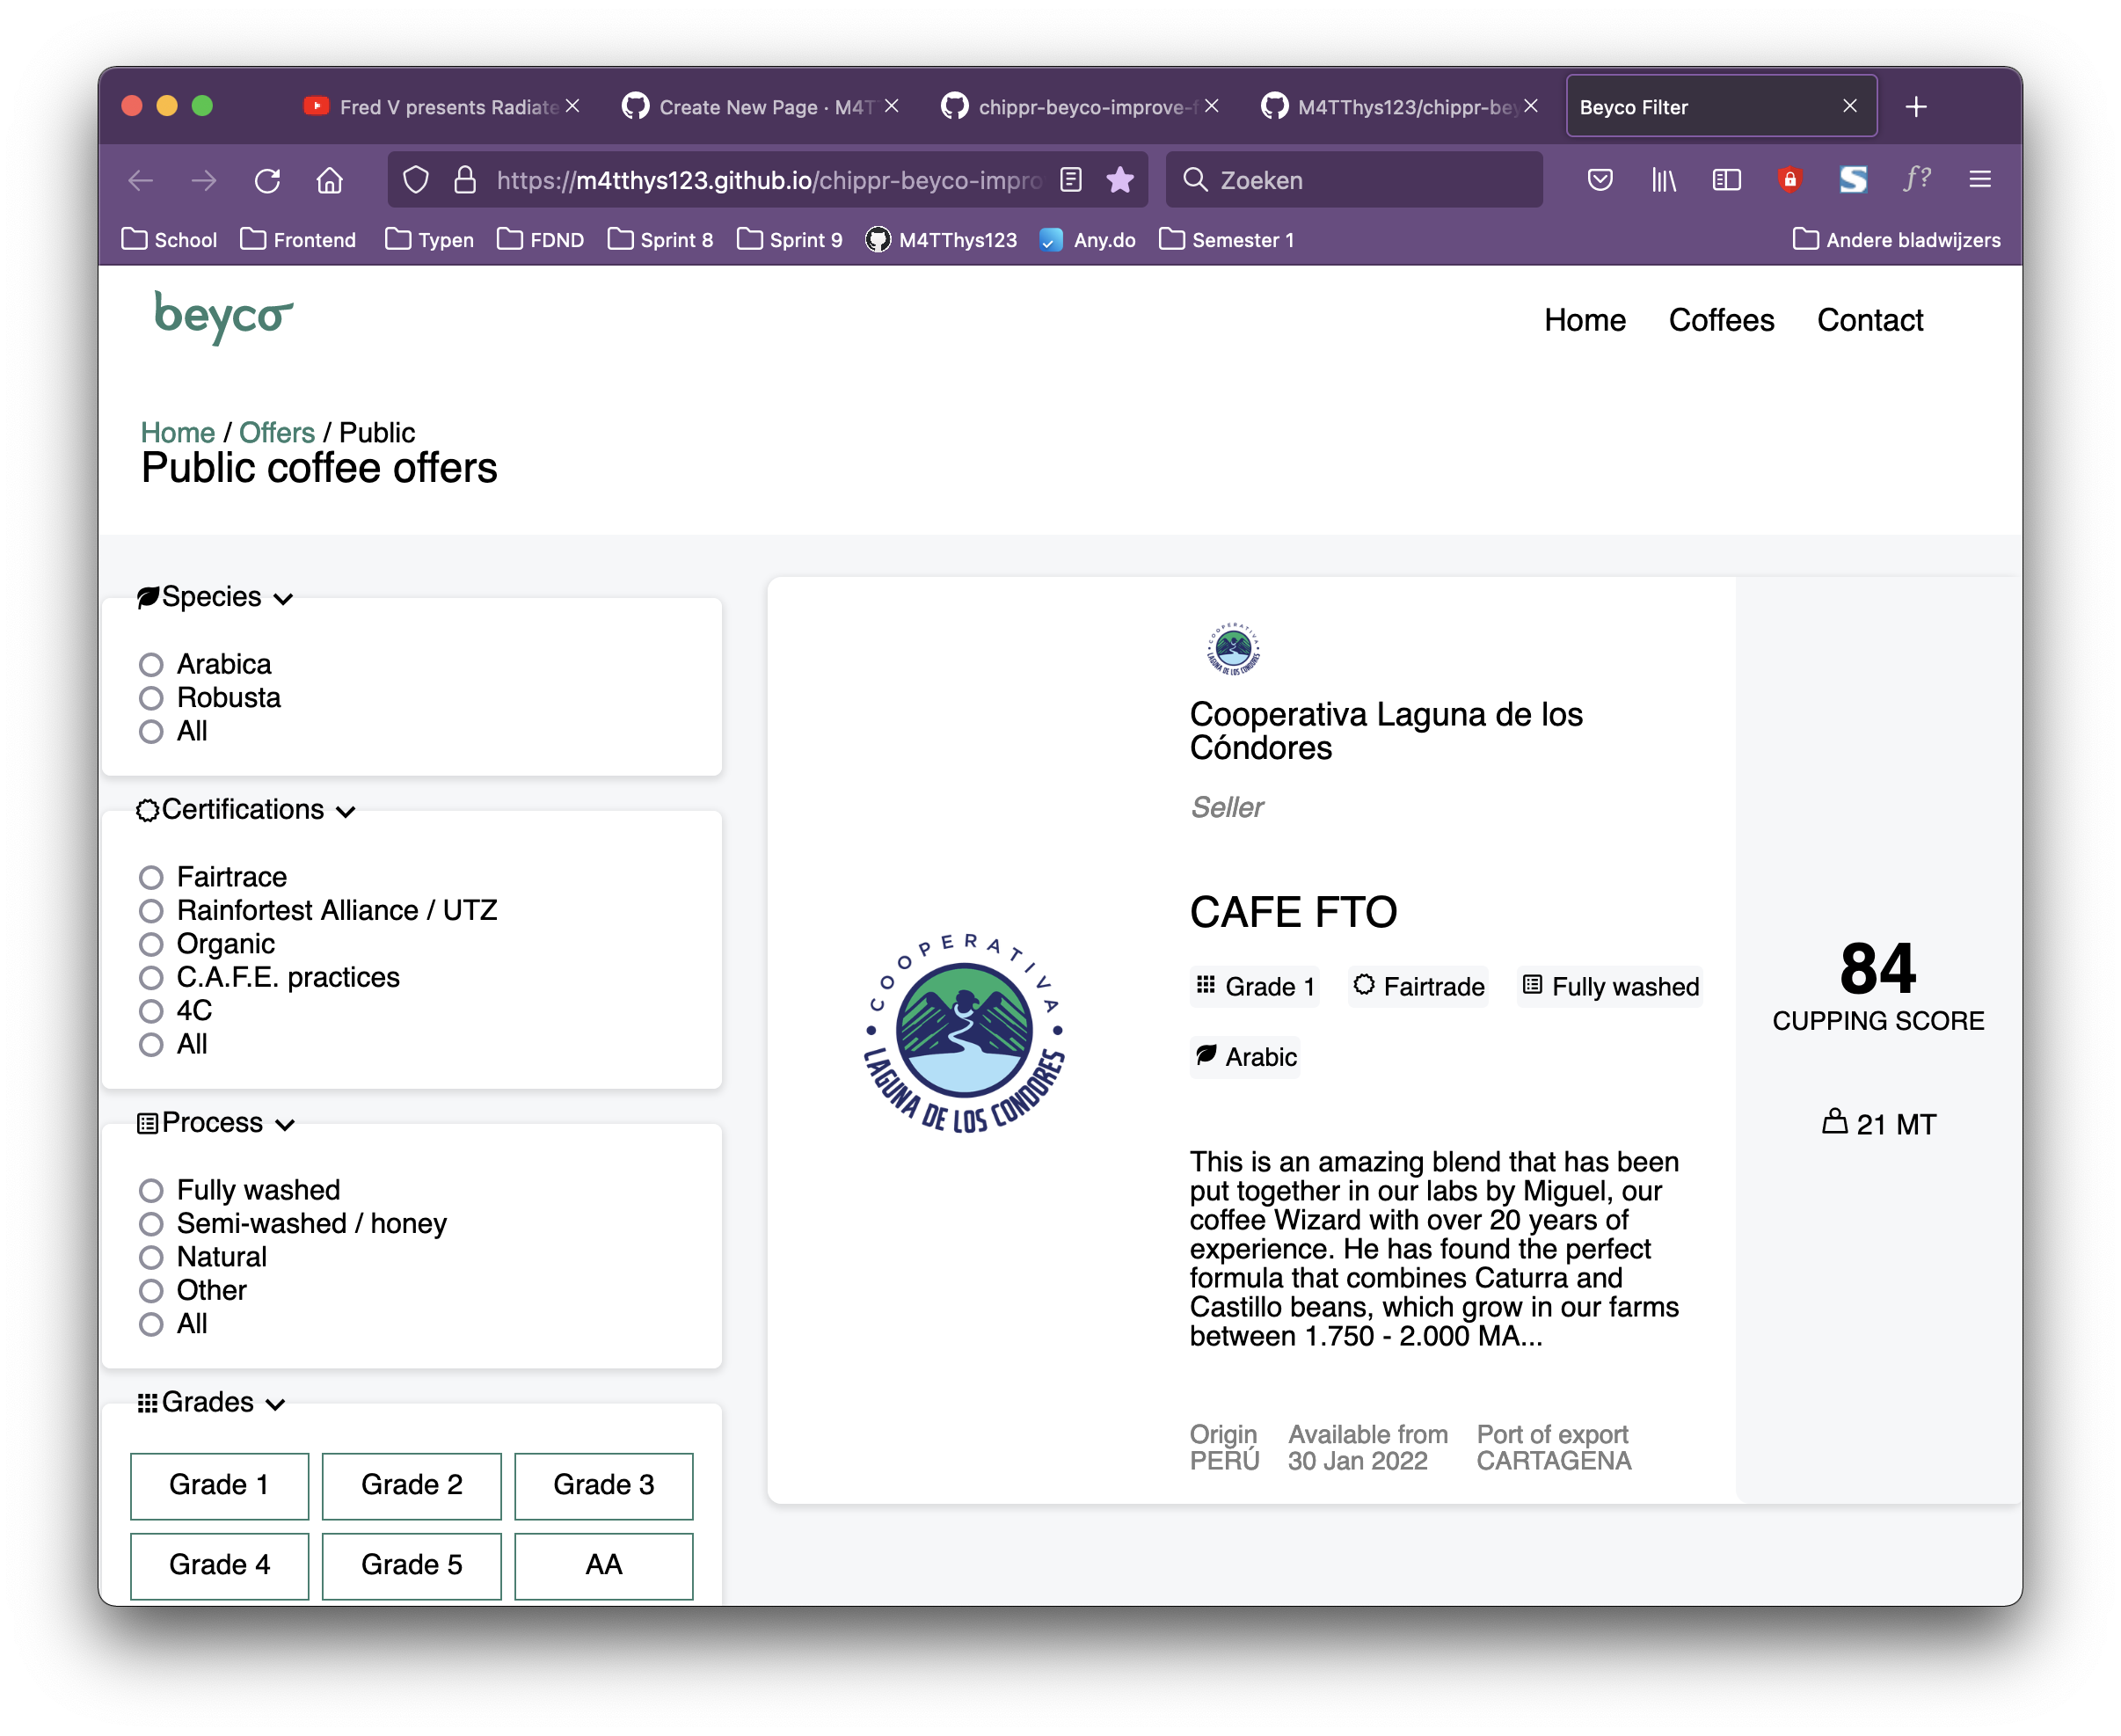 Fred V presents Radiate
Create New Page · M4T
chippr-beyco-improve-f
M4TThys123/chippr-bey
Beyco Filter
https://m4tthys123.github.io/chippr-beyco-impro
Zoeken
f?
School
Frontend
Typen
FDND
Sprint 8
Sprint 9
M4TThys123
Any.do
Semester 1
Andere bladwijzers
beyco
Home
Coffees
Contact
Home / Offers / Public
Public coffee offers
Species
Arabica
Robusta
All
Certifications
Fairtrace
Rainfortest Alliance / UTZ
Organic
C.A.F.E. practices
4C
All
Process
Fully washed
Semi-washed / honey
Natural
Other
All
Grades
Grade 1
Grade 2
Grade 3
Grade 4
Grade 5
AA
COOPERATIVA
LAGUNA DE LOS CONDORES
COOPERATIVA
LAGUNA DE LOS CONDORES
Cooperativa Laguna de los
Cóndores
Seller
CAFE FTO
Grade 1
Fairtrade
Fully washed
Arabic
This is an amazing blend that has been
put together in our labs by Miguel, our
coffee Wizard with over 20 years of
experience. He has found the perfect
formula that combines Caturra and
Castillo beans, which grow in our farms
between 1.750 - 2.000 MA...
Origin
PERÚ
Available from
30 Jan 2022
Port of export
CARTAGENA
84
CUPPING SCORE
21 MT